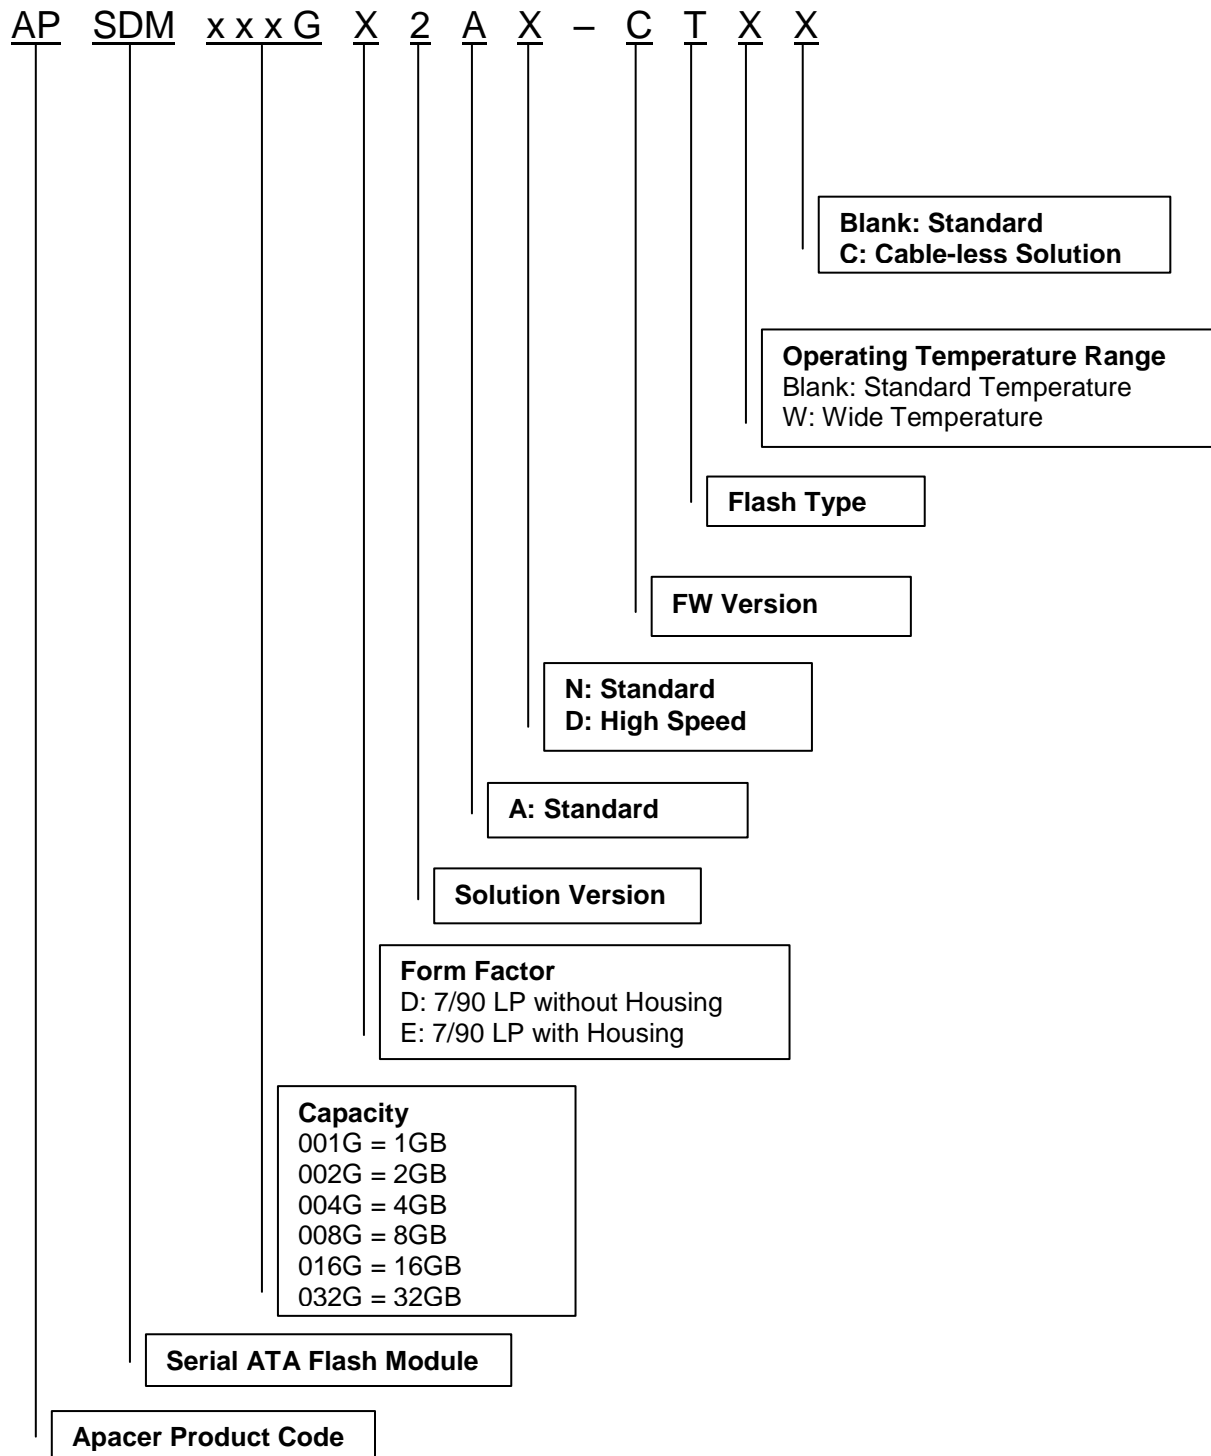 AP SDM x x x G X 2 A X – C T X X
Blank: Standard
C: Cable-less Solution
Operating Temperature Range
Blank: Standard Temperature
W: Wide Temperature
Flash Type
FW Version
N: Standard
D: High Speed
A: Standard
Solution Version
Form Factor
D: 7/90 LP without Housing
E: 7/90 LP with Housing
Capacity
001G = 1GB
002G = 2GB
004G = 4GB
008G = 8GB
016G = 16GB
032G = 32GB
Serial ATA Flash Module
Apacer Product Code